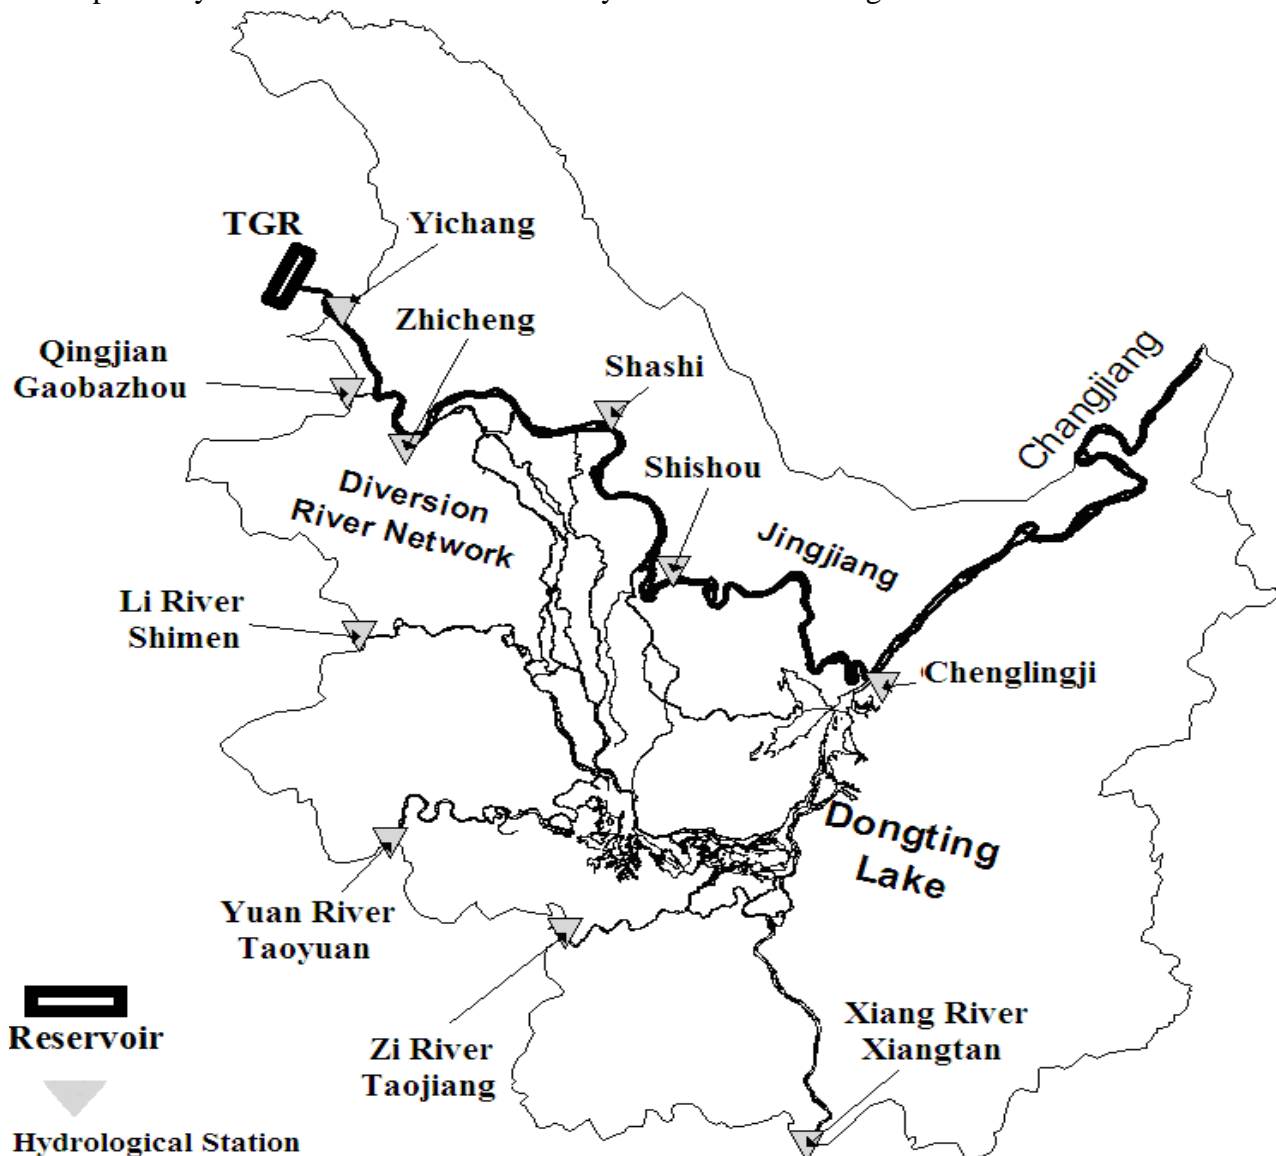 TGR
Yichang
Zhicheng
Qingjian
Gaobazhou
Shashi
Changjiang
Shishou
Diversion
River Network
Jingjiang
Li River
Shimen
Chenglingji
Dongting
Lake
Yuan River
Taoyuan
Reservoir
Zi River
Taojiang
Xiang River
Xiangtan
Hydrological Station